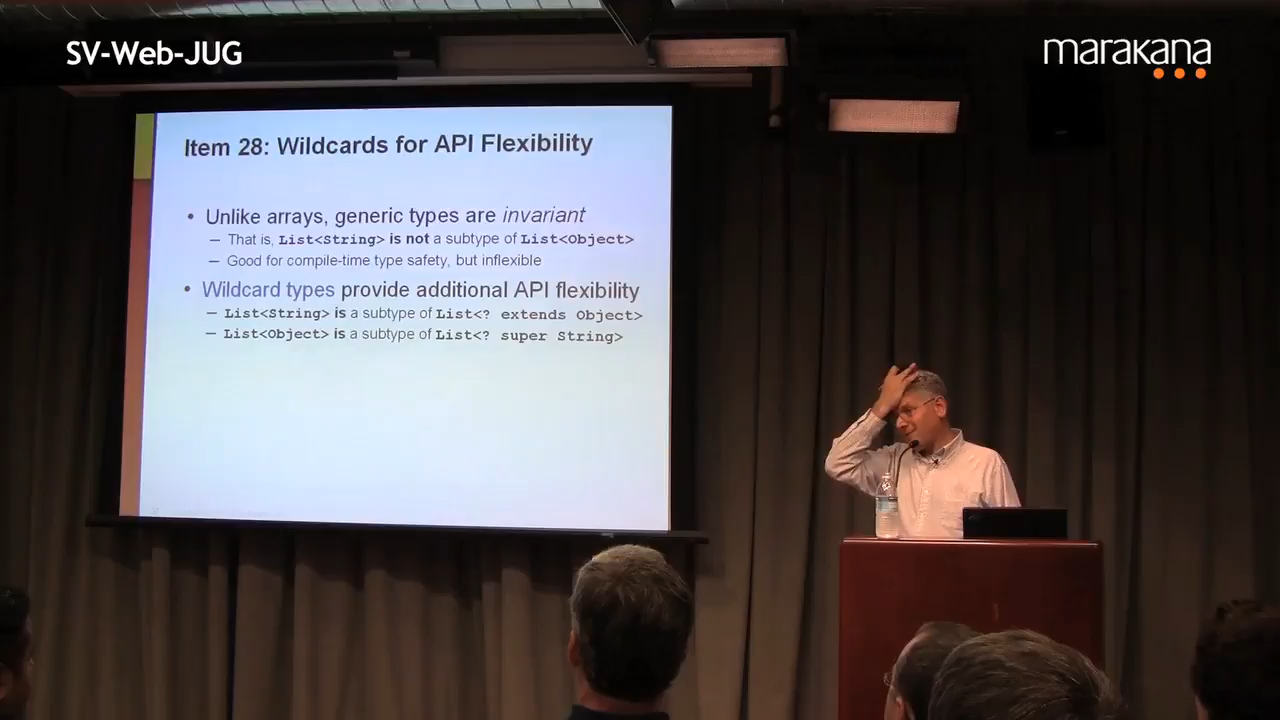 SV-Web-JUG
marakana
Item 28: Wildcards for API Flexibility
• Unlike arrays, generic types are invariant
– That is, List<String> is not a subtype of List<Object>
– Good for compile-time type safety, but inflexible
• Wildcard types provide additional API flexibility
– List<String> is a subtype of List<? extends Object>
– List<Object> is a subtype of List<? super String>